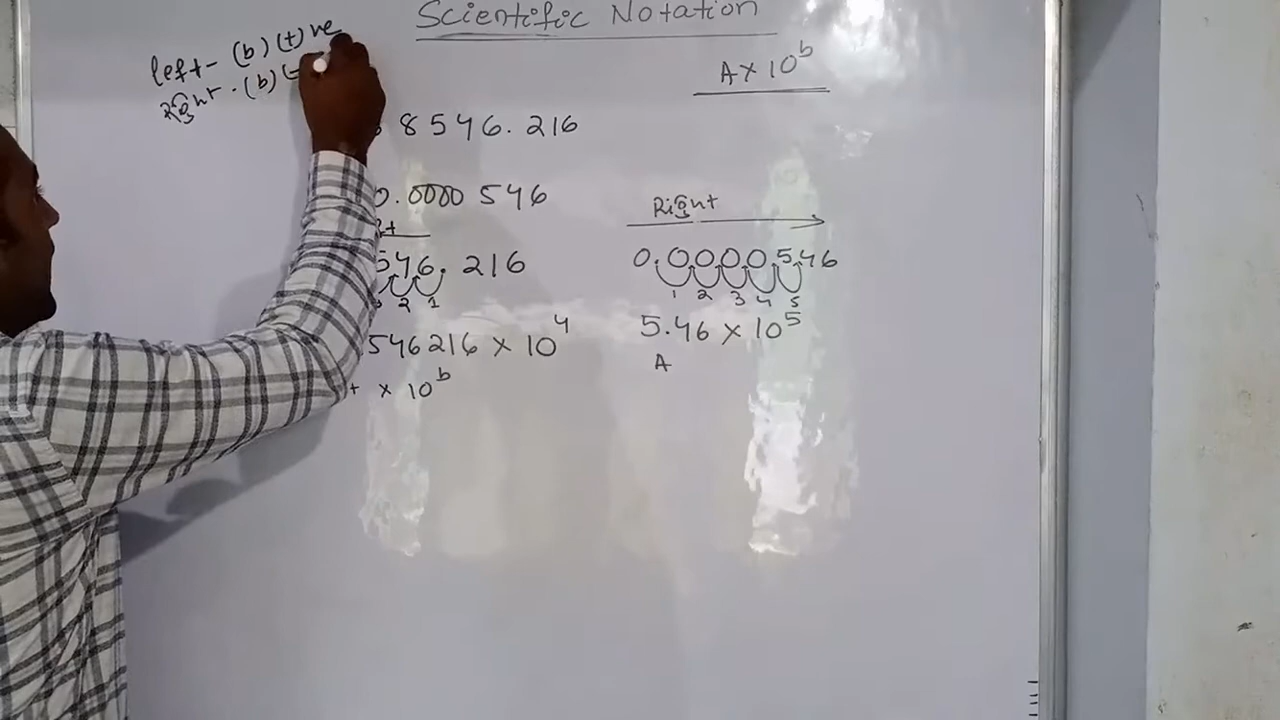 Scientific Notation
left - (b) (+) ve
Right - (b) (-
A X 10^b
8546.216
0.0000546
Right
546.216
3 2 1
0.0000.546
1 2 3 4 5
546216 X 10^4
5.46 X 10^5
A
X 10^b